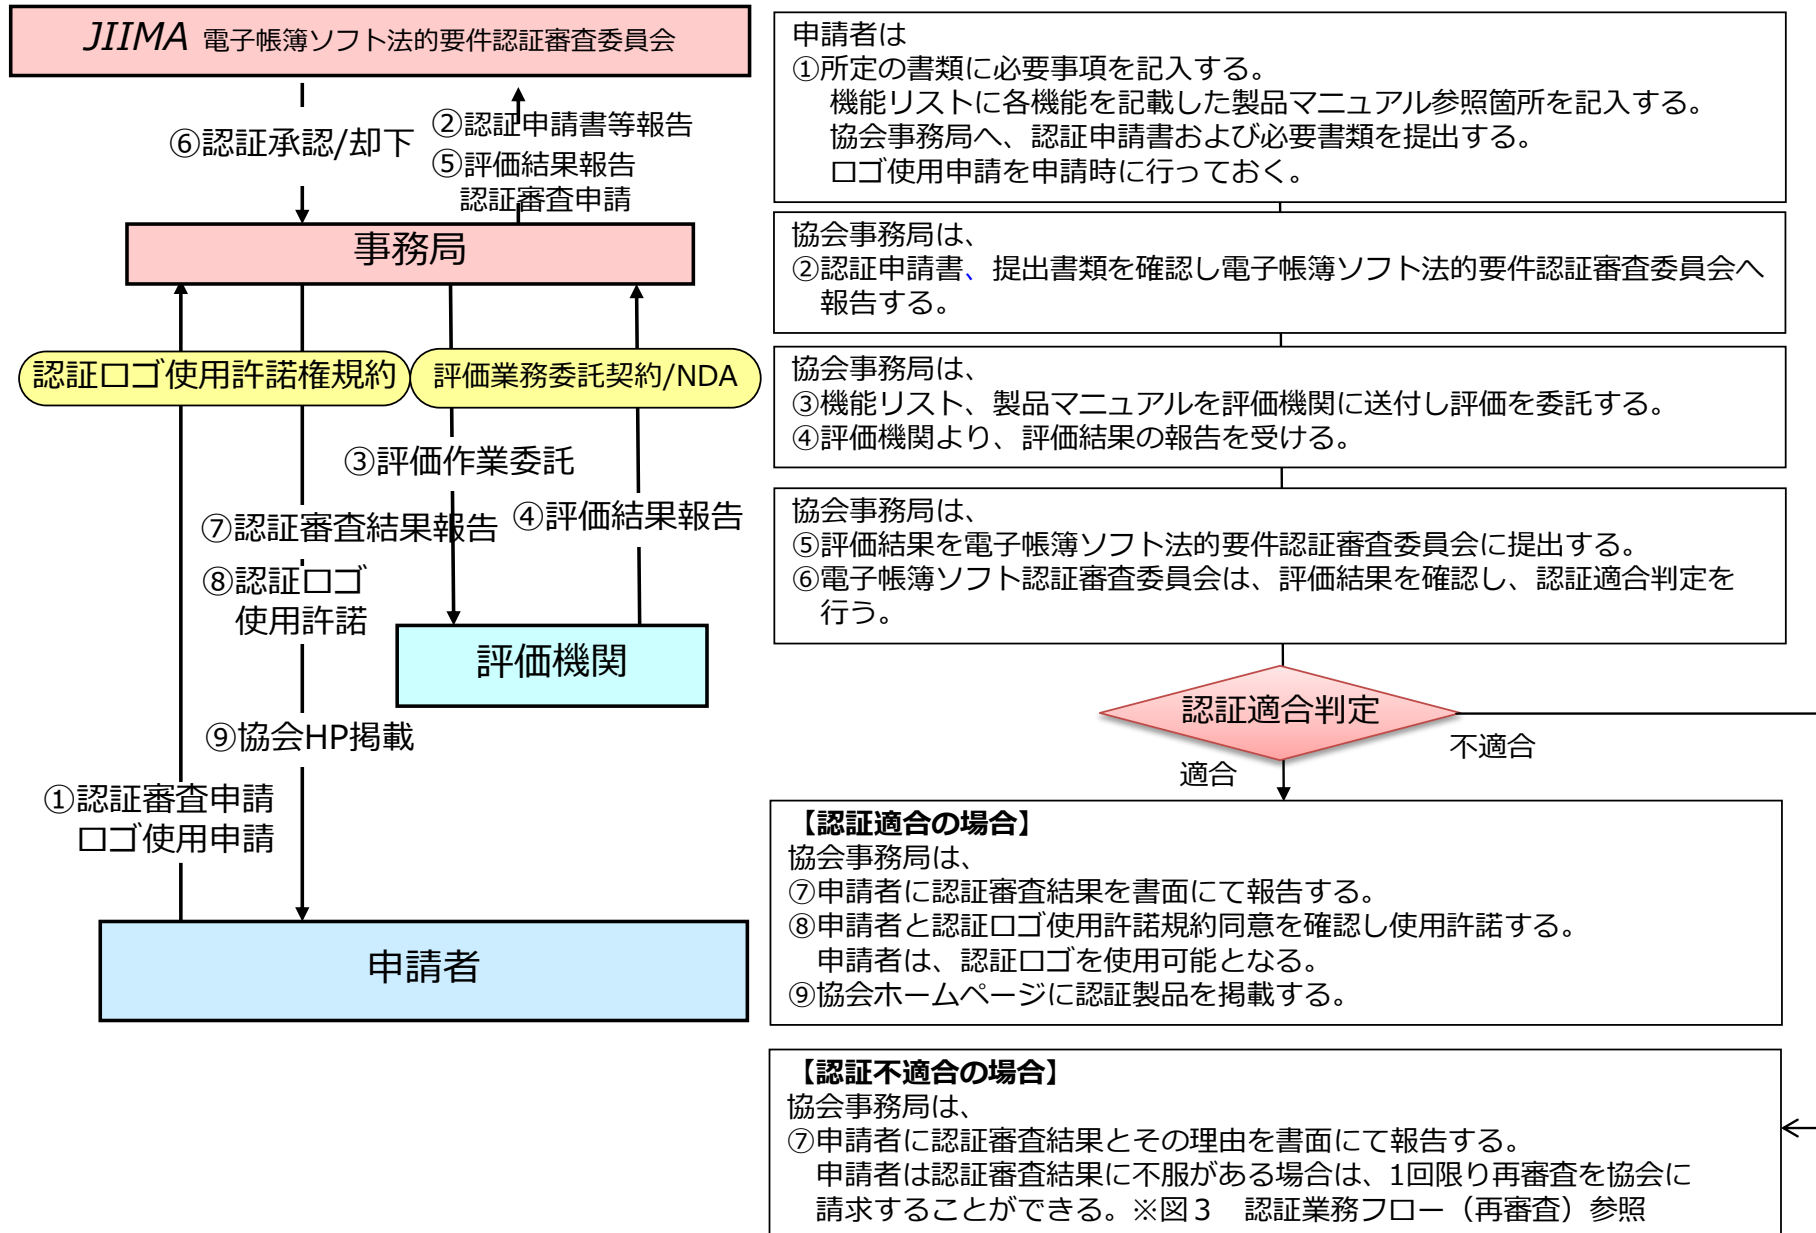 JIIMA 電子帳簿ソフト法的要件認証審査委員会
⑥認証承認/却下
②認証申請書等報告
⑤評価結果報告
認証審査申請
事務局
認証ロゴ使用許諾権規約
評価業務委託契約/NDA
③評価作業委託
④評価結果報告
⑦認証審査結果報告
⑧認証ロゴ
使用許諾
評価機関
⑨協会HP掲載
①認証審査申請
ロゴ使用申請
申請者
申請者は
①所定の書類に必要事項を記入する。
機能リストに各機能を記載した製品マニュアル参照箇所を記入する。
協会事務局へ、認証申請書および必要書類を提出する。
ロゴ使用申請を申請時に行っておく。
協会事務局は、
②認証申請書、提出書類を確認し電子帳簿ソフト法的要件認証審査委員会へ
報告する。
協会事務局は、
③機能リスト、製品マニュアルを評価機関に送付し評価を委託する。
④評価機関より、評価結果の報告を受ける。
協会事務局は、
⑤評価結果を電子帳簿ソフト法的要件認証審査委員会に提出する。
⑥電子帳簿ソフト認証審査委員会は、評価結果を確認し、認証適合判定を
行う。
認証適合判定
不適合
適合
【認証適合の場合】
協会事務局は、
⑦申請者に認証審査結果を書面にて報告する。
⑧申請者と認証ロゴ使用許諾規約同意を確認し使用許諾する。
申請者は、認証ロゴを使用可能となる。
⑨協会ホームページに認証製品を掲載する。
【認証不適合の場合】
協会事務局は、
⑦申請者に認証審査結果とその理由を書面にて報告する。
申請者は認証審査結果に不服がある場合は、1回限り再審査を協会に
請求することができる。※図３　認証業務フロー（再審査）参照